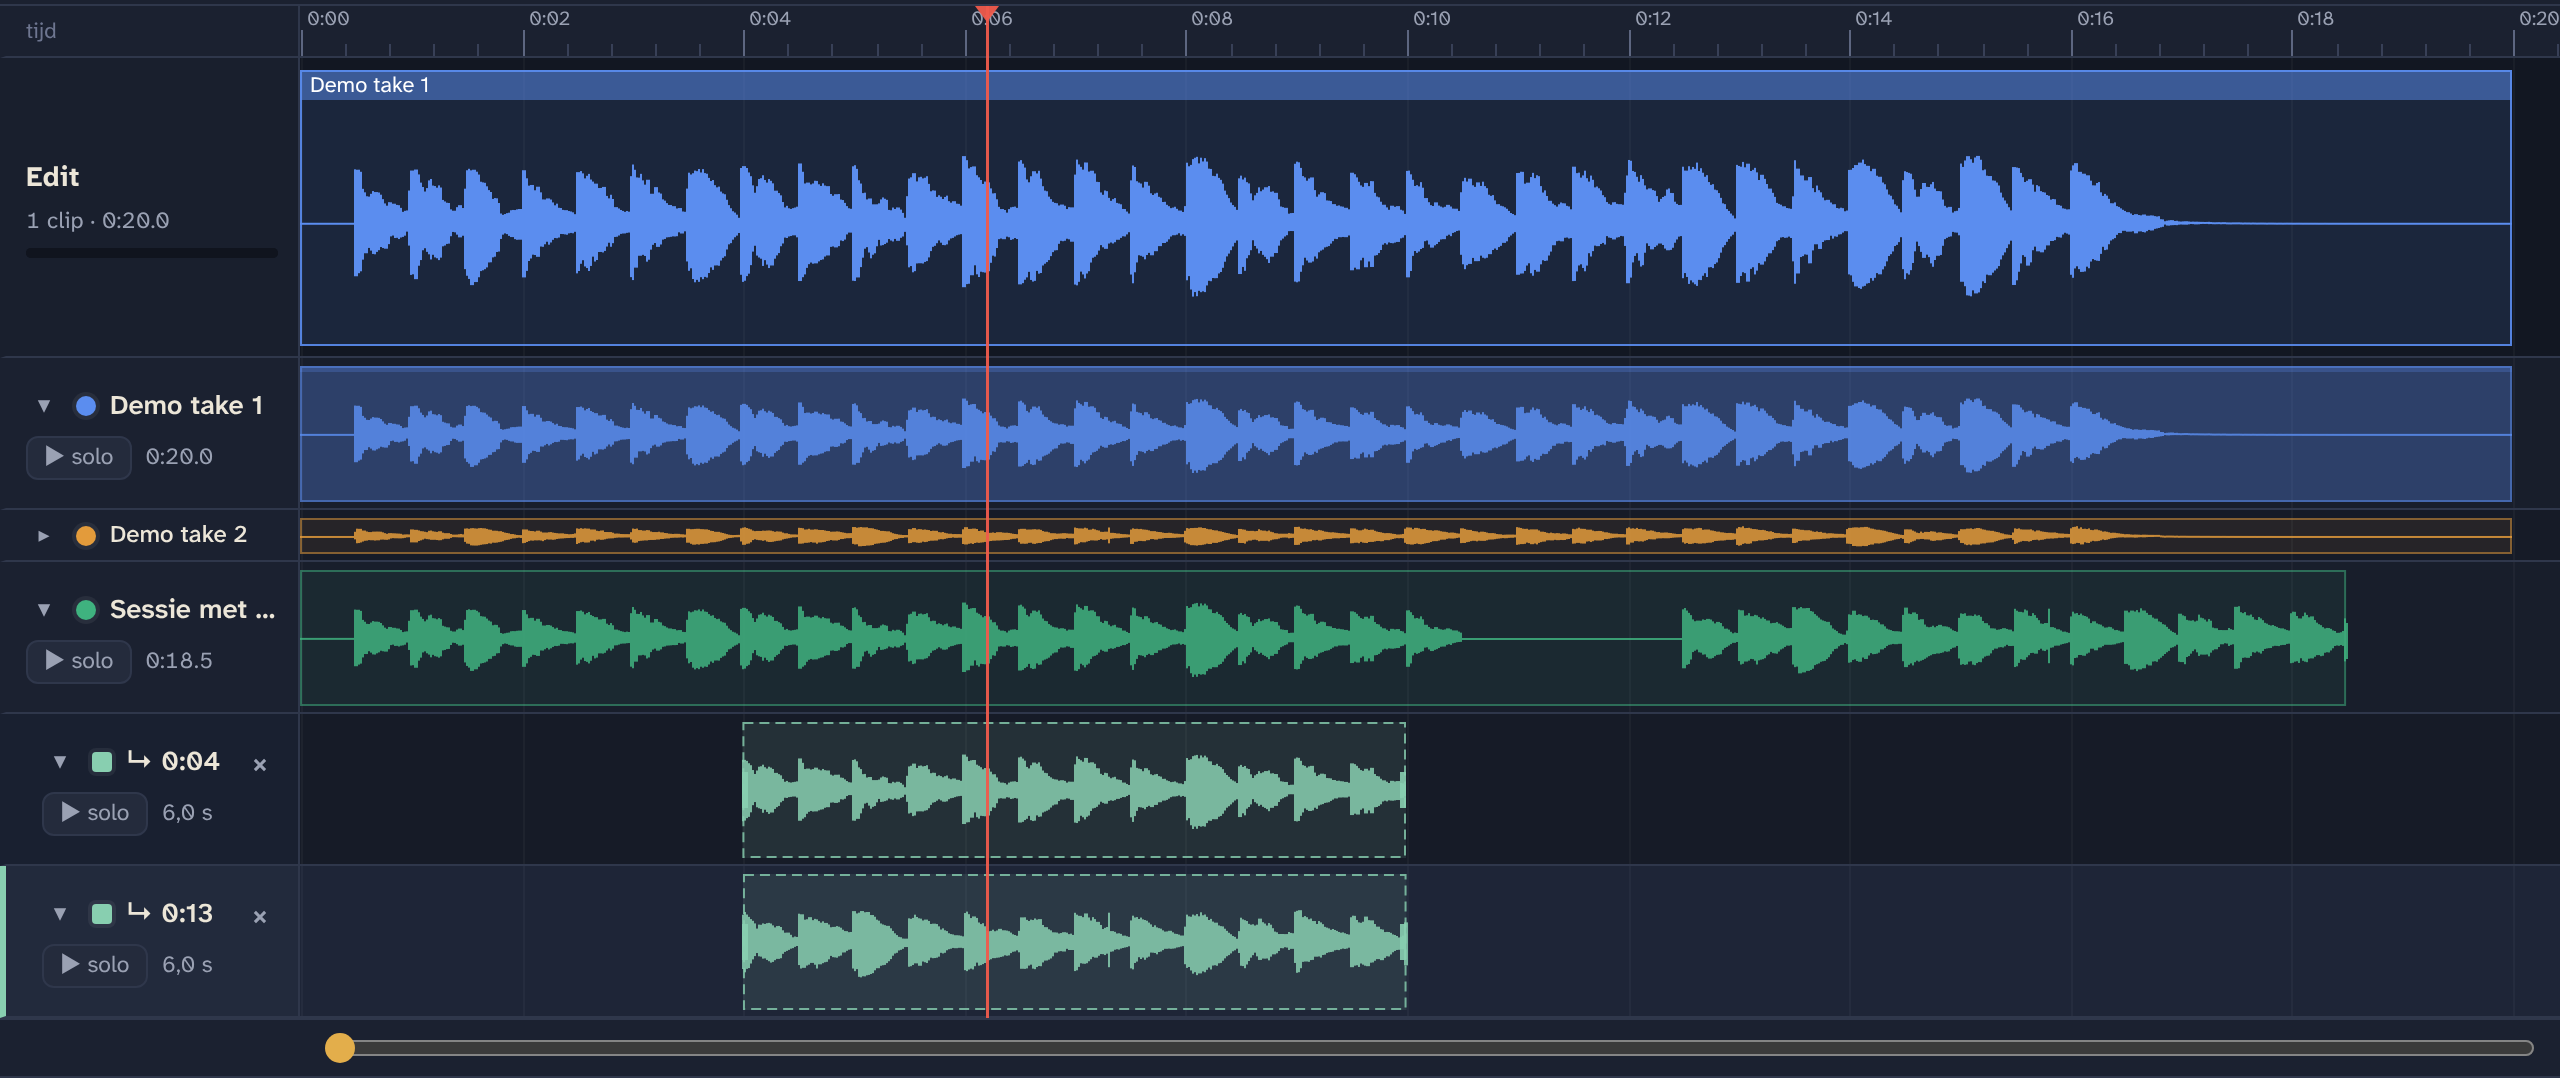 tijd
0:00 0:02 0:04 0:06 0:08 0:10 0:12 0:14 0:16 0:18 0:20
Demo take 1
Edit
1 clip · 0:20.0
Demo take 1
solo 0:20.0
Demo take 2
Sessie met ...
solo 0:18.5
0:04 ×
solo 6,0 s
0:13 ×
solo 6,0 s